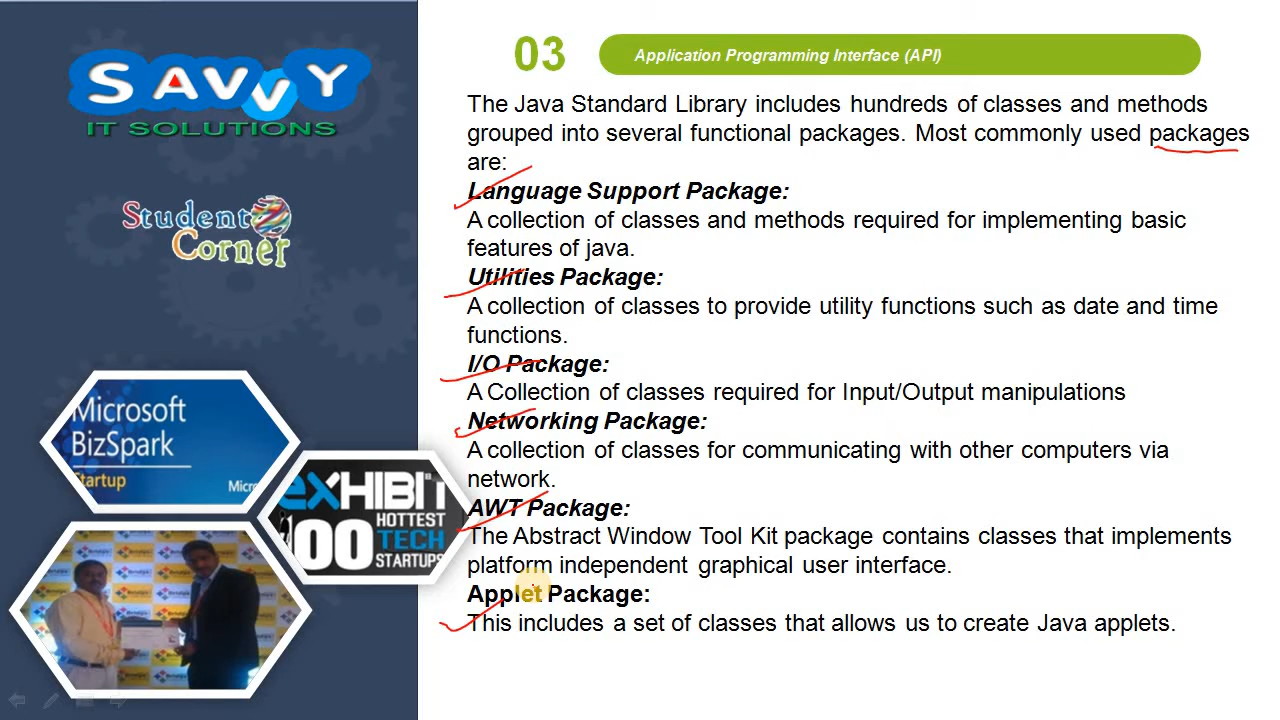 SAVVY
IT SOLUTIONS
Student
Corner
Microsoft
BizSpark
Startup
Micr
eXHIBIT
100
HOTTEST
TECH
STARTUPS
03
Application Programming Interface (API)
The Java Standard Library includes hundreds of classes and methods
grouped into several functional packages. Most commonly used packages
are:
Language Support Package:
A collection of classes and methods required for implementing basic
features of java.
Utilities Package:
A collection of classes to provide utility functions such as date and time
functions.
I/O Package:
A Collection of classes required for Input/Output manipulations
Networking Package:
A collection of classes for communicating with other computers via
network.
AWT Package:
The Abstract Window Tool Kit package contains classes that implements
platform independent graphical user interface.
Applet Package:
This includes a set of classes that allows us to create Java applets.